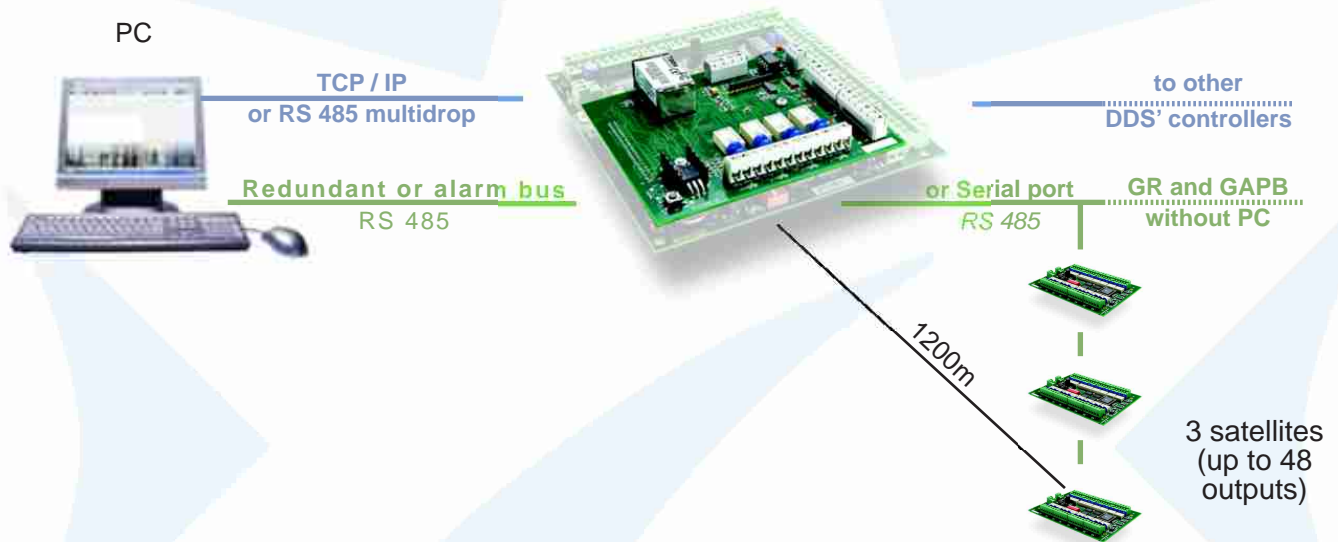 PC
TCP / IP
or RS 485 multidrop
to other
DDS' controllers
Redundant or alarm bus
RS 485
or Serial port
RS 485
GR and GAPB
without PC
1200m
3 satellites
(up to 48
outputs)